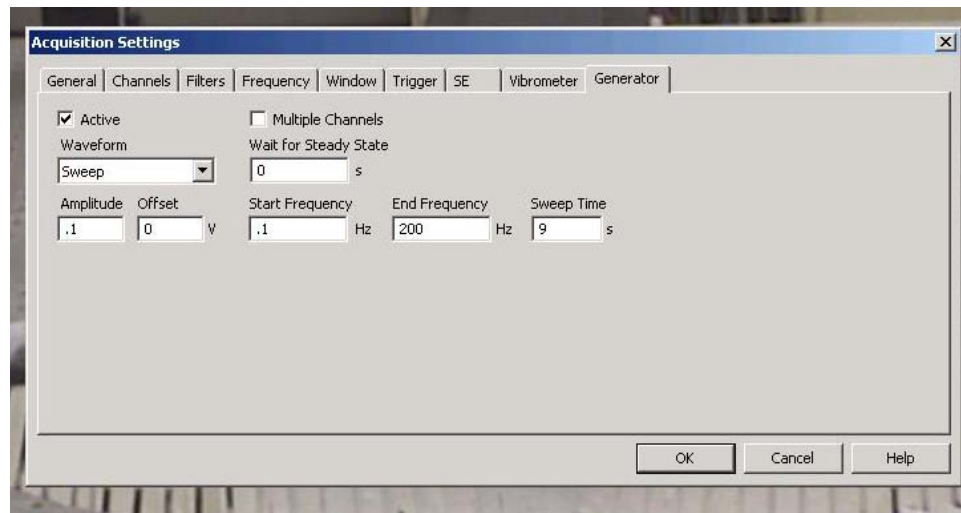 Acquisition Settings
General Channels Filters Frequency Window Trigger SE Vibrometer Generator
Active Multiple Channels
Waveform Wait for Steady State
Sweep 0 s
Amplitude Offset Start Frequency End Frequency Sweep Time
.1 0 V .1 Hz 200 Hz 9 s
OK Cancel Help